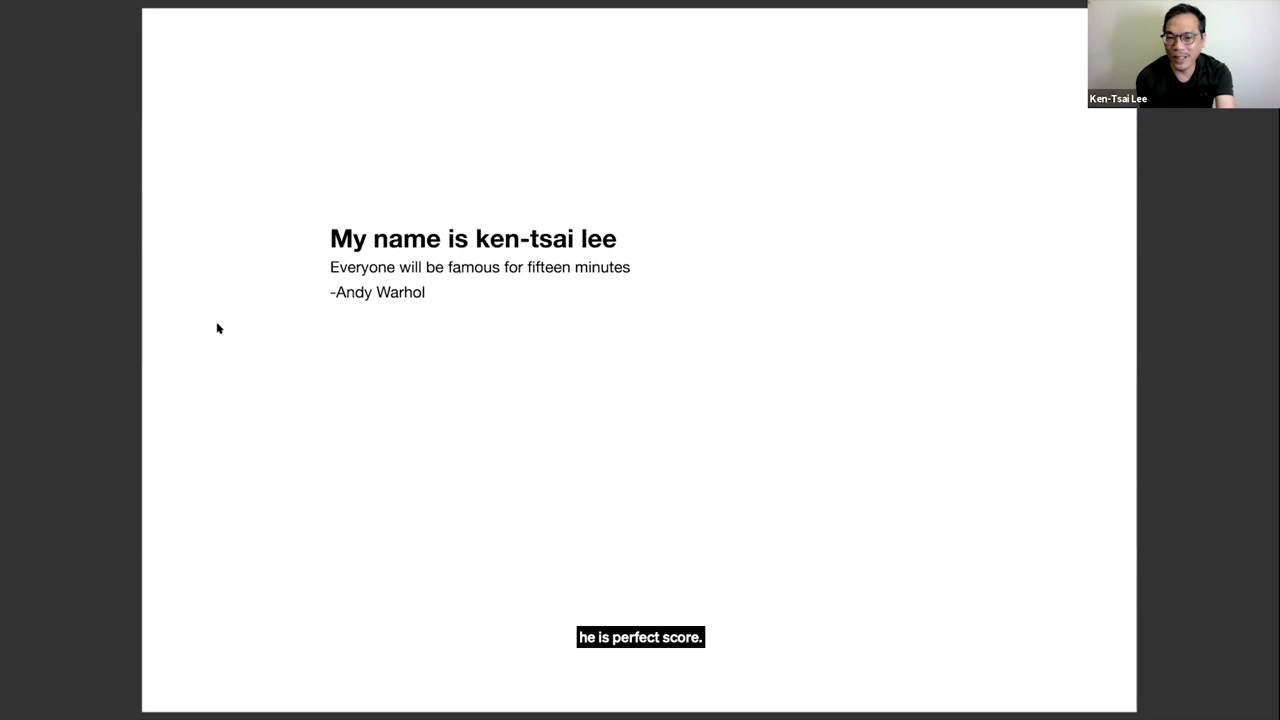 Ken-Tsai Lee
My name is ken-tsai lee
Everyone will be famous for fifteen minutes
-Andy Warhol
he is perfect score.